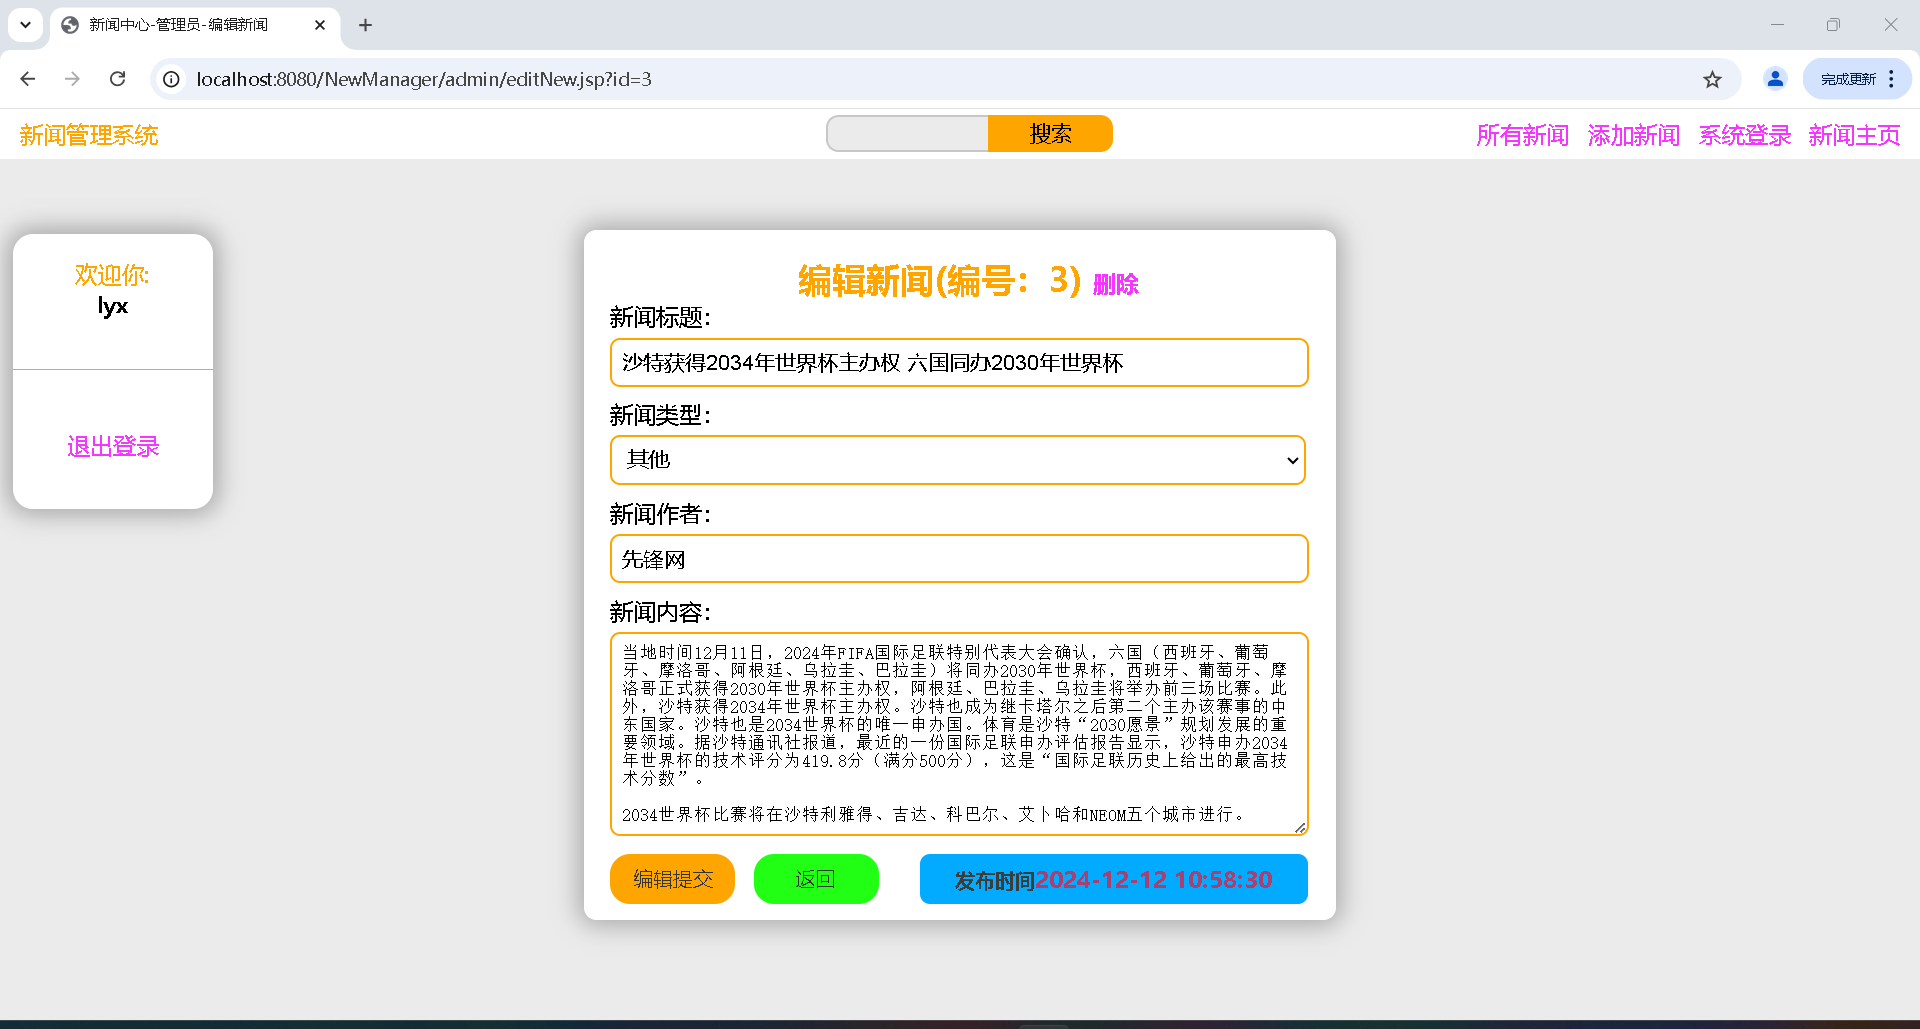 新闻中心-管理员-编辑新闻
localhost:8080/NewManager/admin/editNew.jsp?id=3
完成更新
新闻管理系统
搜索
所有新闻 添加新闻 系统登录 新闻主页
欢迎你:
lyx
退出登录
编辑新闻(编号：3) 删除
新闻标题：
沙特获得2034年世界杯主办权 六国同办2030年世界杯
新闻类型：
其他
新闻作者：
先锋网
新闻内容：
当地时间12月11日，2024年FIFA国际足联特别代表大会确认，六国（西班牙、葡萄
牙、摩洛哥、阿根廷、乌拉圭、巴拉圭）将同办2030年世界杯，西班牙、葡萄牙、摩
洛哥正式获得2030年世界杯主办权，阿根廷、巴拉圭、乌拉圭将举办前三场比赛。此
外，沙特获得2034年世界杯主办权。沙特也成为继卡塔尔之后第二个主办该赛事的中
东国家。沙特也是2034世界杯的唯一申办国。体育是沙特“2030愿景”规划发展的重
要领域。据沙特通讯社报道，最近的一份国际足联申办评估报告显示，沙特申办2034
年世界杯的技术评分为419.8分（满分500分），这是“国际足联历史上给出的最高技
术分数”。
2034世界杯比赛将在沙特利雅得、吉达、科巴尔、艾卜哈和NEOM五个城市进行。
编辑提交
返回
发布时间2024-12-12 10:58:30